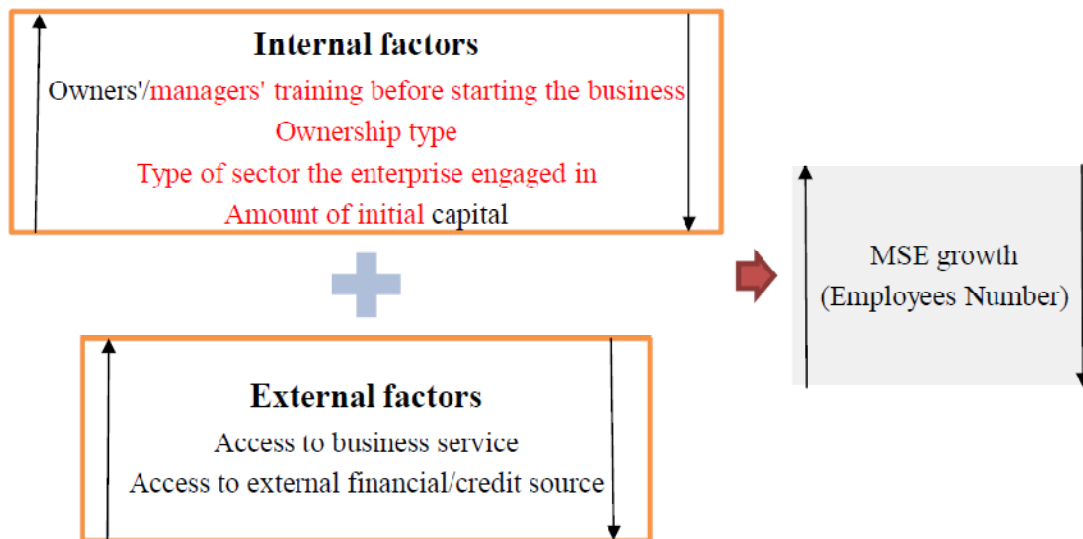 Internal factors
Owners'/managers' training before starting the business
Ownership type
Type of sector the enterprise engaged in
Amount of initial capital
MSE growth
(Employees Number)
External factors
Access to business service
Access to external financial/credit source